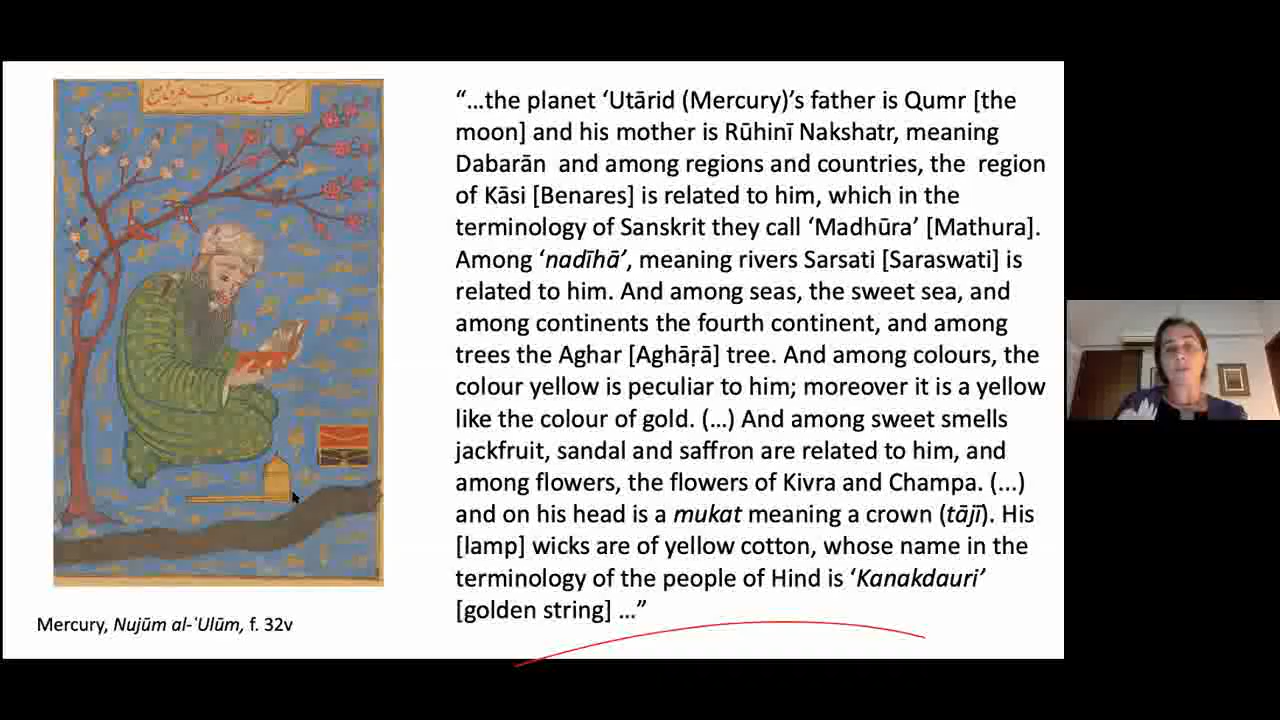 “…the planet ‘Utārid (Mercury)’s father is Qumr [the
moon] and his mother is Rūhinī Nakshatr, meaning
Dabarān and among regions and countries, the region
of Kāsi [Benares] is related to him, which in the
terminology of Sanskrit they call ‘Madhūra’ [Mathura].
Among ‘nadīhā’, meaning rivers Sarsati [Saraswati] is
related to him. And among seas, the sweet sea, and
among continents the fourth continent, and among
trees the Aghar [Aghāṛā] tree. And among colours, the
colour yellow is peculiar to him; moreover it is a yellow
like the colour of gold. (…) And among sweet smells
jackfruit, sandal and saffron are related to him, and
among flowers, the flowers of Kivra and Champa. (...)
and on his head is a mukat meaning a crown (tājī). His
[lamp] wicks are of yellow cotton, whose name in the
terminology of the people of Hind is ‘Kanakdauri’
[golden string] …”
Mercury, Nujūm al-ʿUlūm, f. 32v